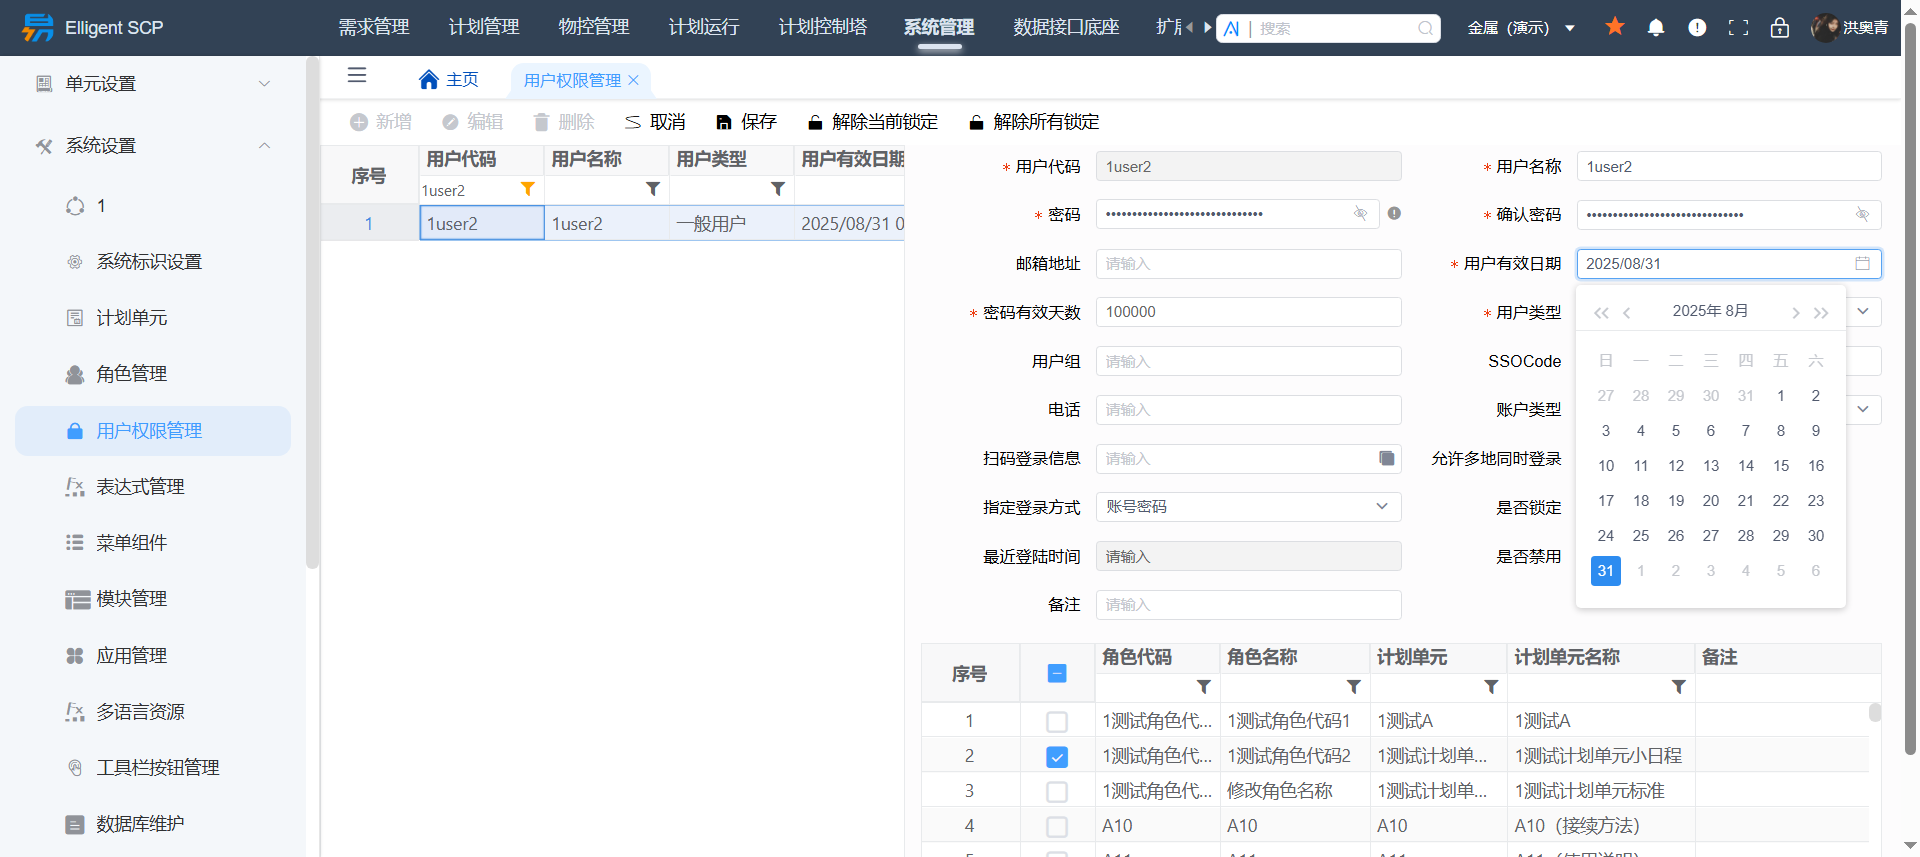 Elligent SCP
需求管理 计划管理 物控管理 计划运行 计划控制塔 系统管理 数据接口底座
AI | 搜索
金属（演示）
洪奥青
单元设置
系统设置
1
系统标识设置
计划单元
角色管理
用户权限管理
表达式管理
菜单组件
模块管理
应用管理
多语言资源
工具栏按钮管理
数据库维护
主页 用户权限管理
新增 编辑 删除 取消 保存 解除当前锁定 解除所有锁定
序号 用户代码 用户名称 用户类型 用户有效日期
1user2
1 1user2 1user2 一般用户 2025/08/31 0
* 用户代码 1user2 * 用户名称 1user2
* 密码 •••••••••••••••••••••••••••••• * 确认密码 ••••••••••••••••••••••••••••••
邮箱地址 请输入 * 用户有效日期 2025/08/31
* 密码有效天数 100000 * 用户类型
用户组 请输入 SSOCode
电话 请输入 账户类型
扫码登录信息 请输入 允许多地同时登录
指定登录方式 账号密码 是否锁定
最近登陆时间 请输入 是否禁用
备注 请输入
2025年 8月
日 一 二 三 四 五 六
27 28 29 30 31 1 2
3 4 5 6 7 8 9
10 11 12 13 14 15 16
17 18 19 20 21 22 23
24 25 26 27 28 29 30
31 1 2 3 4 5 6
序号 角色代码 角色名称 计划单元 计划单元名称 备注
1 1测试角色代... 1测试角色代码1 1测试A 1测试A
2 1测试角色代... 1测试角色代码2 1测试计划单... 1测试计划单元小日程
3 1测试角色代... 修改角色名称 1测试计划单... 1测试计划单元标准
4 A10 A10 A10 A10（接续方法）